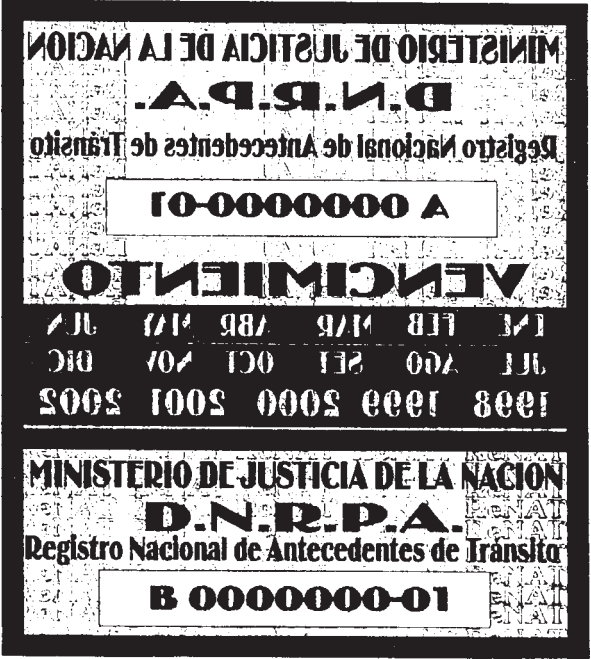 MINISTERIO DE JUSTICIA DE LA NACION
D.N.R.P.A.
Registro Nacional de Antecedentes de Tránsito
A 0000000-01
VENCIMIENTO
ENE FEB MAR ABR MAY JUN
JUL AGO SET OCT NOV DIC
1998 1999 2000 2001 2002
MINISTERIO DE JUSTICIA DE LA NACION
D.N.R.P.A.
Registro Nacional de Antecedentes de Tránsito
B 0000000-01